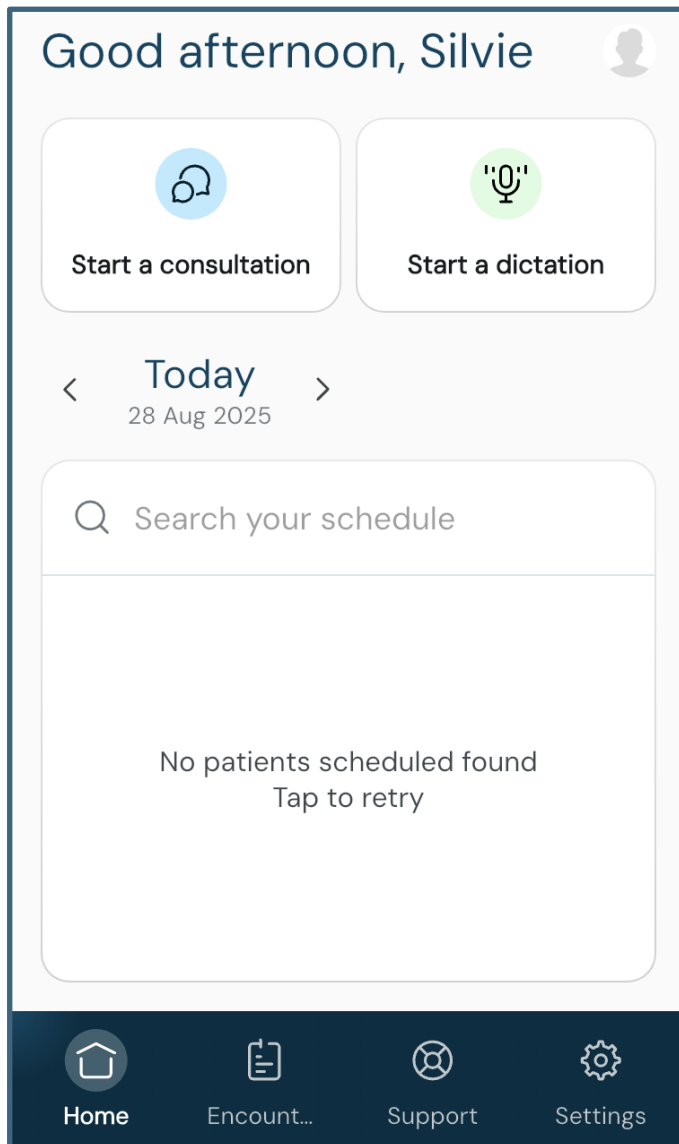 Good afternoon, Silvie
Start a consultation
Start a dictation
Today
28 Aug 2025
Search your schedule
No patients scheduled found
Tap to retry
Home
Encount...
Support
Settings